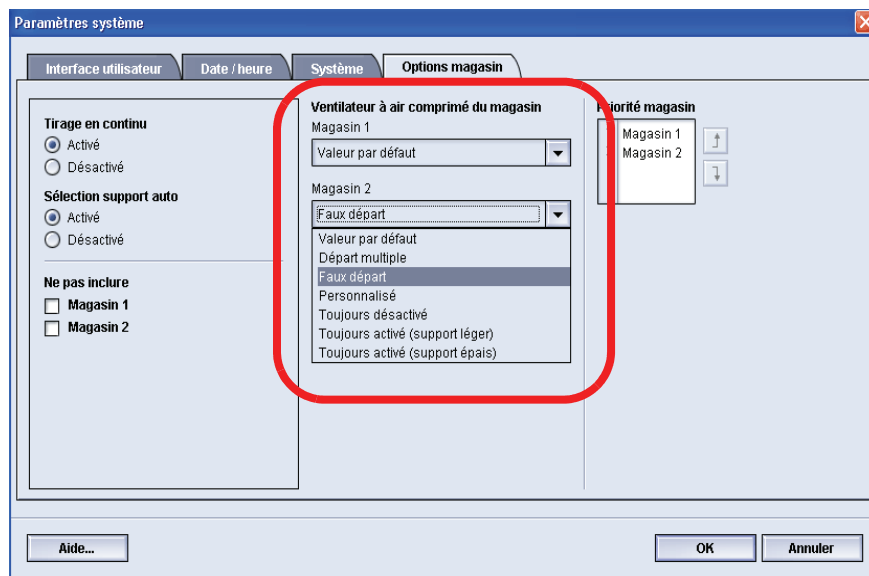 Paramètres système
Interface utilisateur
Date / heure
Système
Options magasin
Tirage en continu
Activé
Désactivé
Sélection support auto
Activé
Désactivé
Ne pas inclure
Magasin 1
Magasin 2
Ventilateur à air comprimé du magasin
Magasin 1
Valeur par défaut
Magasin 2
Faux départ
Valeur par défaut
Départ multiple
Faux départ
Personnalisé
Toujours désactivé
Toujours activé (support léger)
Toujours activé (support épais)
Priorité magasin
Magasin 1
Magasin 2
Aide...
OK
Annuler